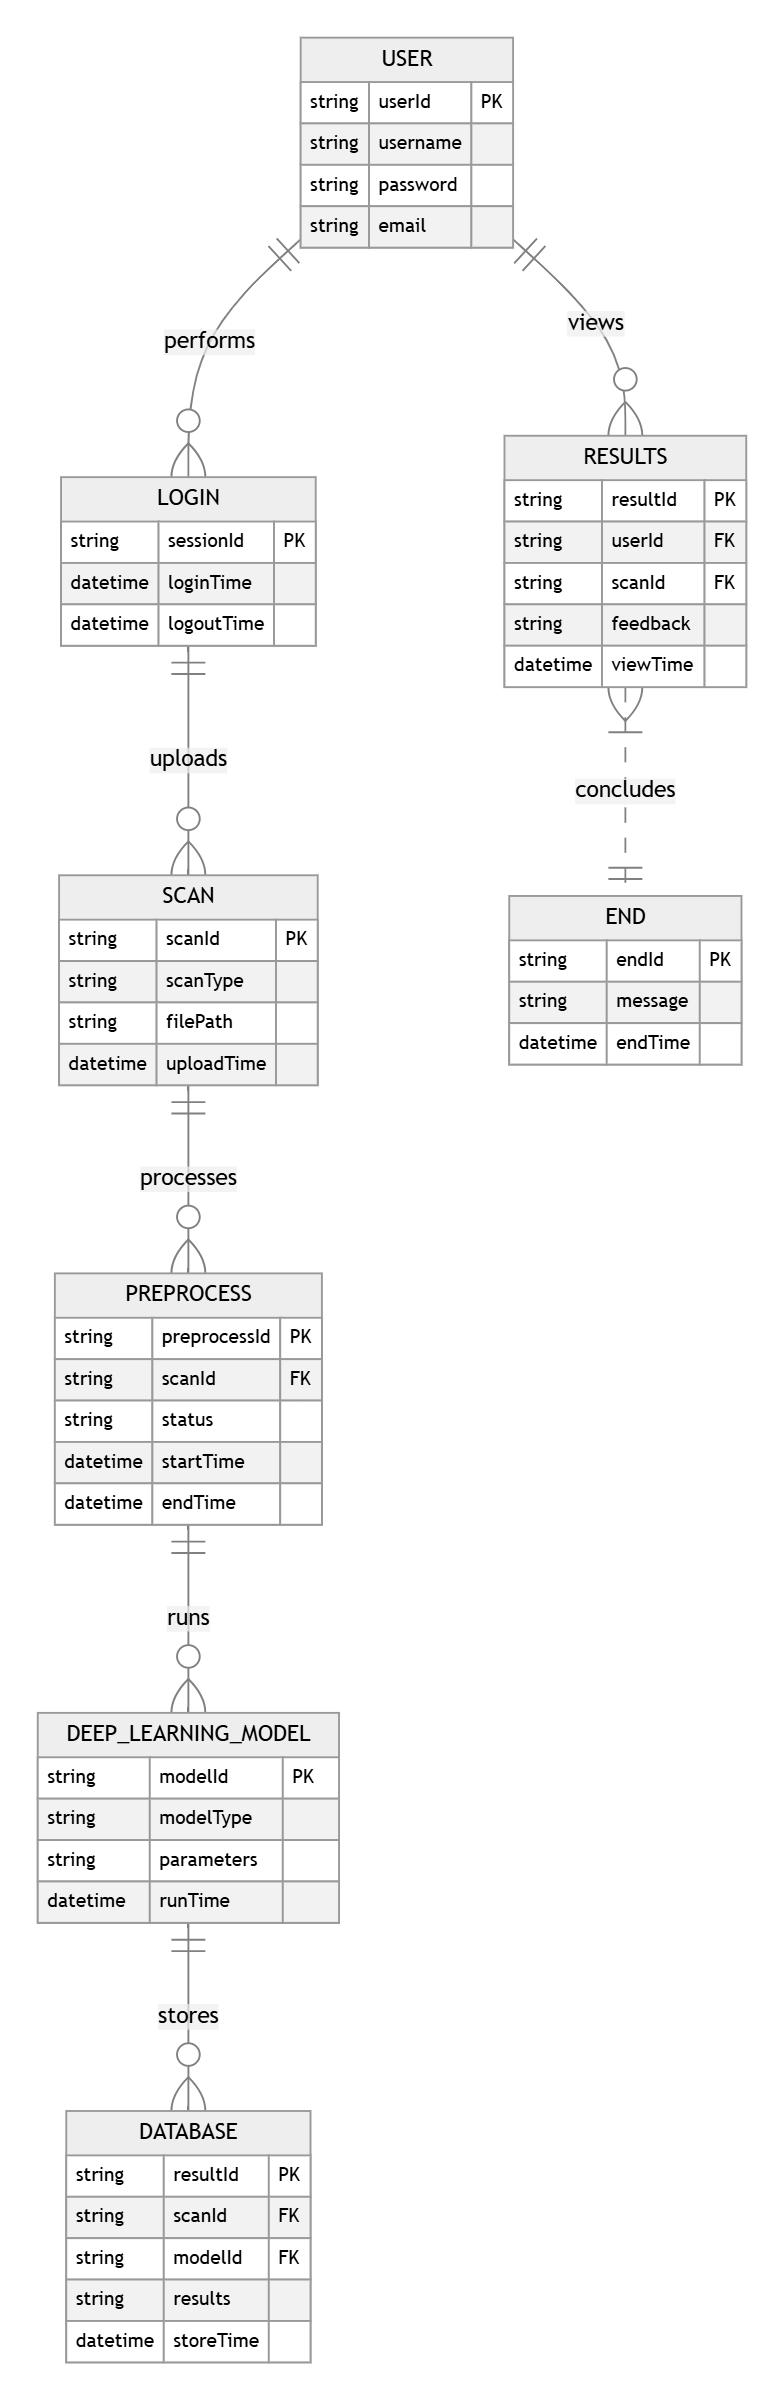 USER
string userId PK
string username
string password
string email
performs
views
LOGIN
string sessionId PK
datetime loginTime
datetime logoutTime
RESULTS
string resultId PK
string userId FK
string scanId FK
string feedback
datetime viewTime
uploads
concludes
SCAN
string scanId PK
string scanType
string filePath
datetime uploadTime
END
string endId PK
string message
datetime endTime
processes
PREPROCESS
string preprocessId PK
string scanId FK
string status
datetime startTime
datetime endTime
runs
DEEP_LEARNING_MODEL
string modelId PK
string modelType
string parameters
datetime runTime
stores
DATABASE
string resultId PK
string scanId FK
string modelId FK
string results
datetime storeTime